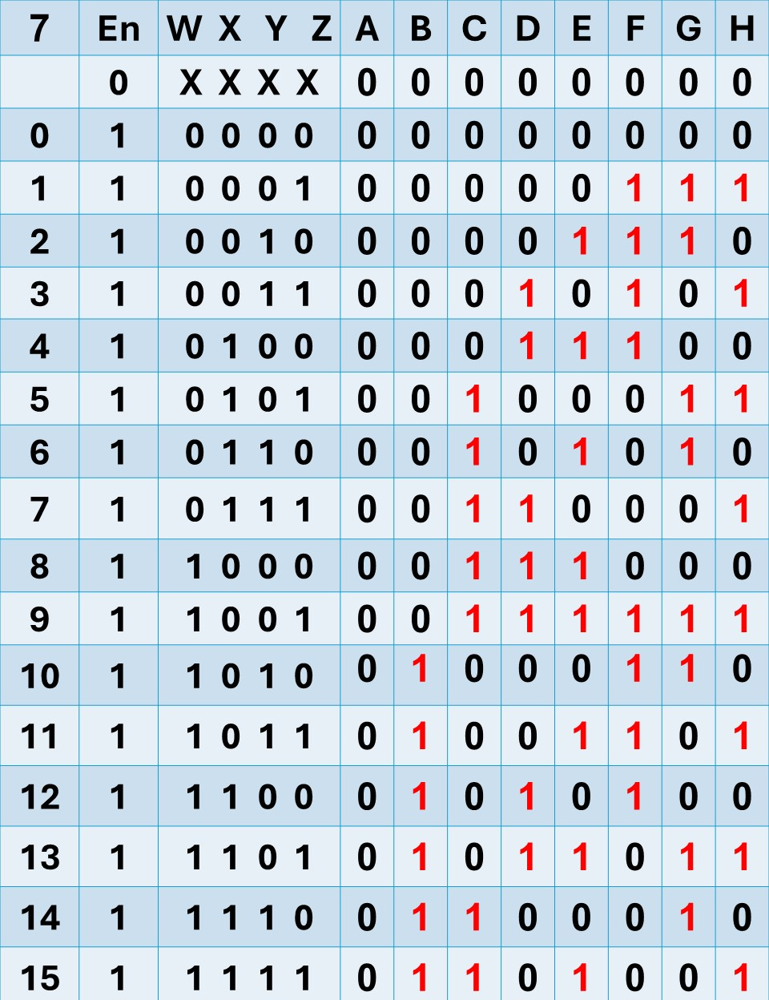 7 En W X Y Z A B C D E F G H
0 X X X X 0 0 0 0 0 0 0 0
0 1 0 0 0 0 0 0 0 0 0 0 0 0
1 1 0 0 0 1 0 0 0 0 0 1 1 1
2 1 0 0 1 0 0 0 0 0 1 1 1 0
3 1 0 0 1 1 0 0 0 1 0 1 0 1
4 1 0 1 0 0 0 0 0 1 1 1 0 0
5 1 0 1 0 1 0 0 1 0 0 0 1 1
6 1 0 1 1 0 0 0 1 0 1 0 1 0
7 1 0 1 1 1 0 0 1 1 0 0 0 1
8 1 1 0 0 0 0 0 1 1 1 0 0 0
9 1 1 0 0 1 0 0 1 1 1 1 1 1
10 1 1 0 1 0 0 1 0 0 0 1 1 0
11 1 1 0 1 1 0 1 0 0 1 1 0 1
12 1 1 1 0 0 0 1 0 1 0 1 0 0
13 1 1 1 0 1 0 1 0 1 1 0 1 1
14 1 1 1 1 0 0 1 1 0 0 0 1 0
15 1 1 1 1 1 0 1 1 0 1 0 0 1